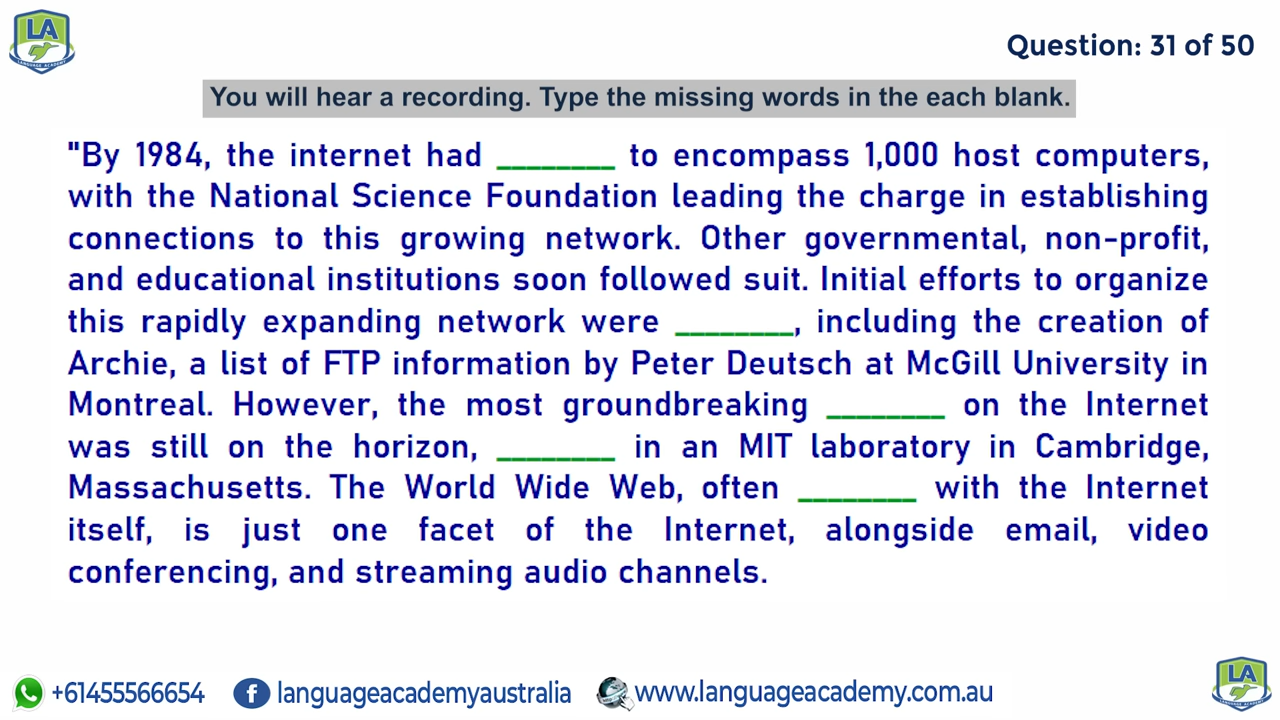 LA
LANGUAGE ACADEMY
Question: 31 of 50
You will hear a recording. Type the missing words in the each blank.
"By 1984, the internet had ________ to encompass 1,000 host computers,
with the National Science Foundation leading the charge in establishing
connections to this growing network. Other governmental, non-profit,
and educational institutions soon followed suit. Initial efforts to organize
this rapidly expanding network were ________, including the creation of
Archie, a list of FTP information by Peter Deutsch at McGill University in
Montreal. However, the most groundbreaking ________ on the Internet
was still on the horizon, ________ in an MIT laboratory in Cambridge,
Massachusetts. The World Wide Web, often ________ with the Internet
itself, is just one facet of the Internet, alongside email, video
conferencing, and streaming audio channels.
+61455566654
languageacademyaustralia
www.languageacademy.com.au
LA
LANGUAGE ACADEMY